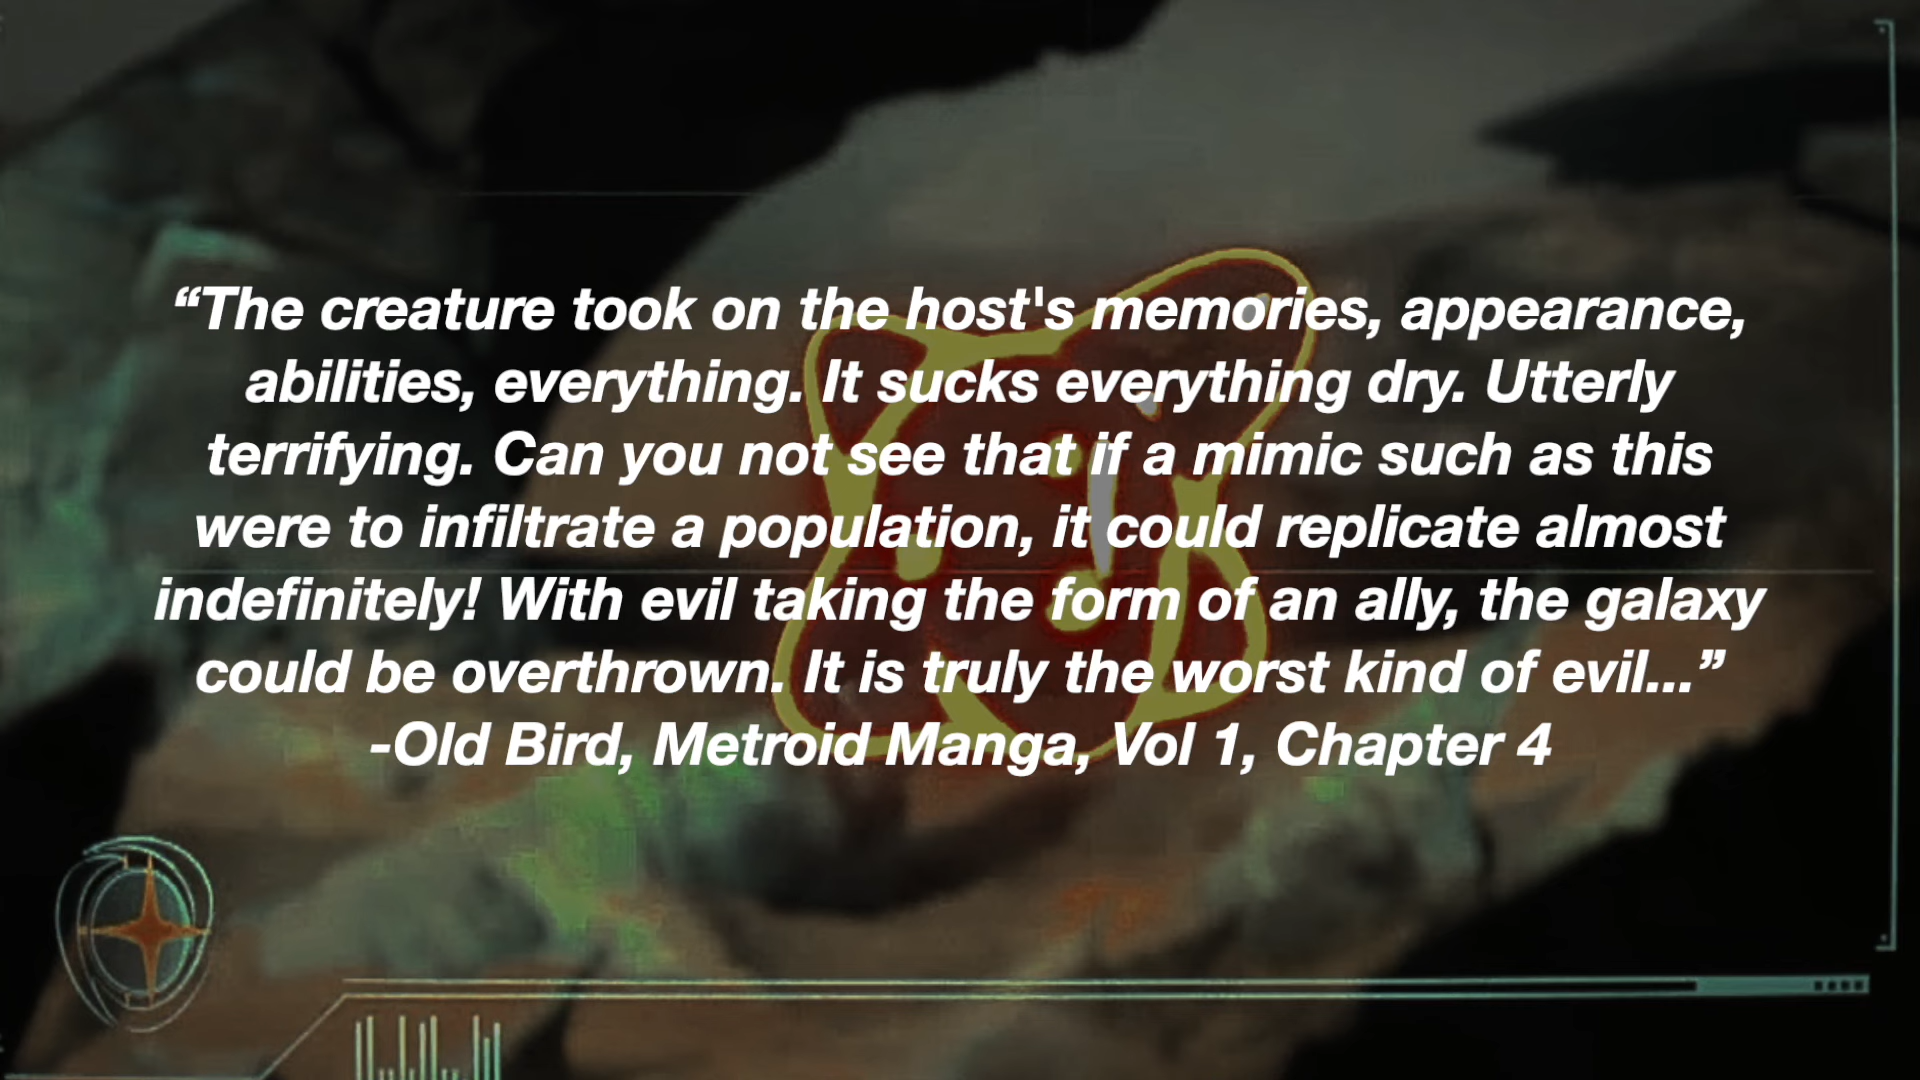 “The creature took on the host's memories, appearance,
abilities, everything. It sucks everything dry. Utterly
terrifying. Can you not see that if a mimic such as this
were to infiltrate a population, it could replicate almost
indefinitely! With evil taking the form of an ally, the galaxy
could be overthrown. It is truly the worst kind of evil...”
-Old Bird, Metroid Manga, Vol 1, Chapter 4